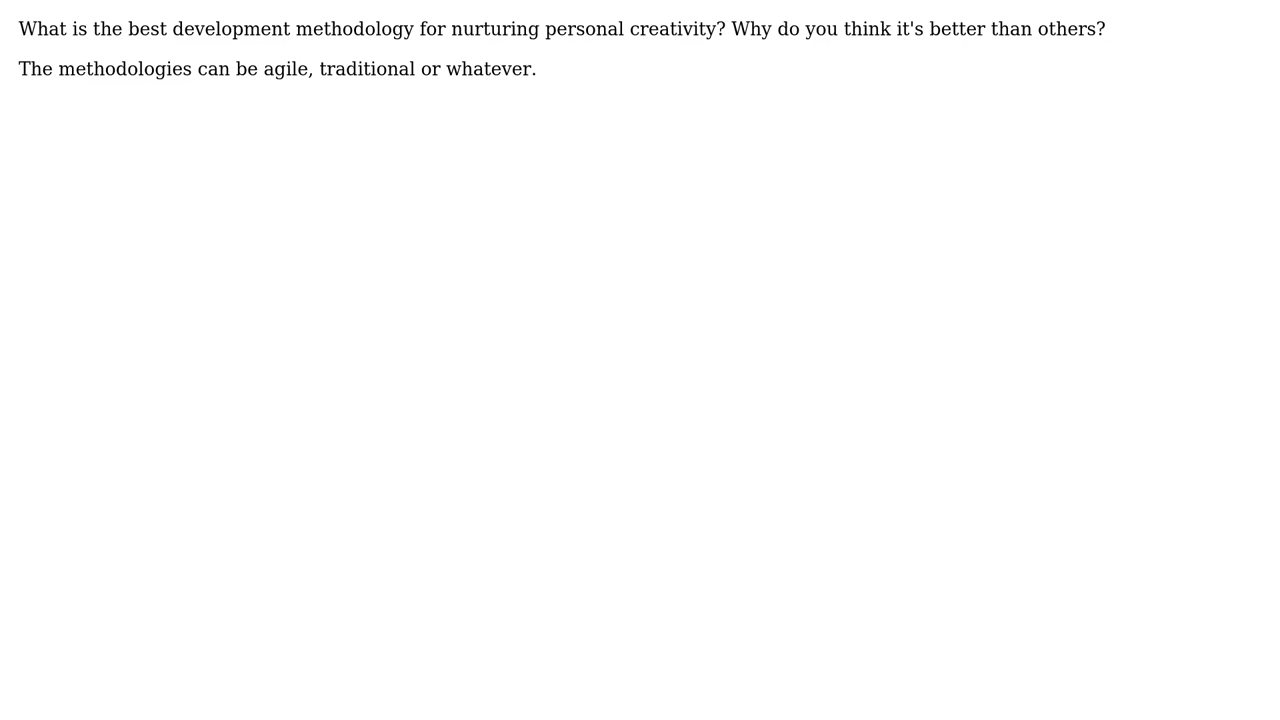 What is the best development methodology for nurturing personal creativity? Why do you think it's better than others?
The methodologies can be agile, traditional or whatever.